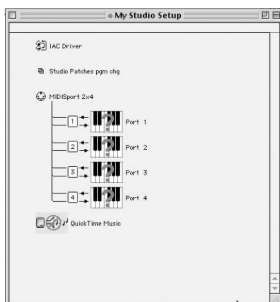 My Studio Setup
IAC Driver
Studio Patches pgm chg
MIDISport 2x4
1 Port 1
2 Port 2
3 Port 3
4 Port 4
QuickTime Music